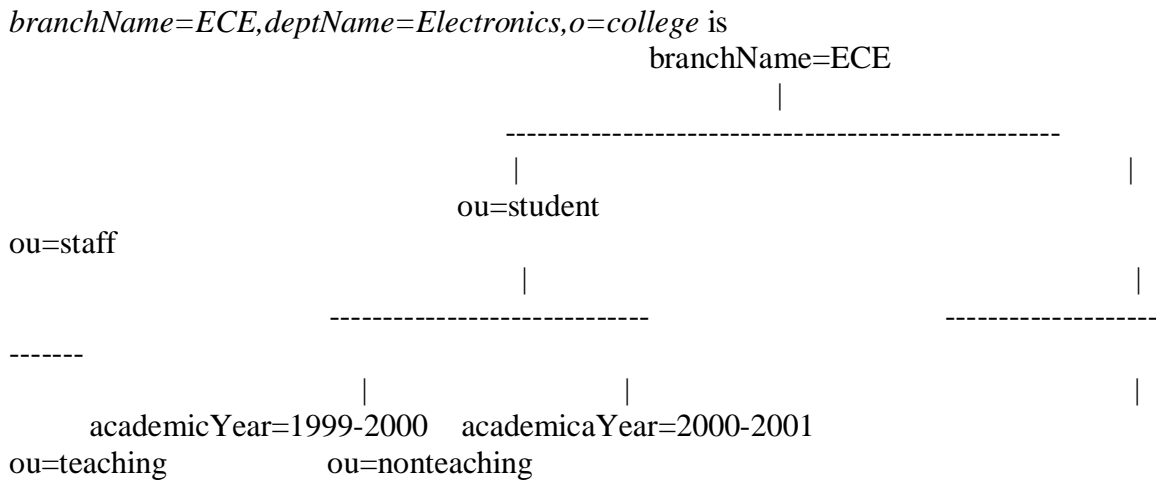 branchName=ECE,deptName=Electronics,o=college is
branchName=ECE
|
----------------------------------------------------
| |
ou=student
ou=staff
| |
------------------------------ --------------------
-------
| | |
academicYear=1999-2000 academicaYear=2000-2001
ou=teaching ou=nonteaching